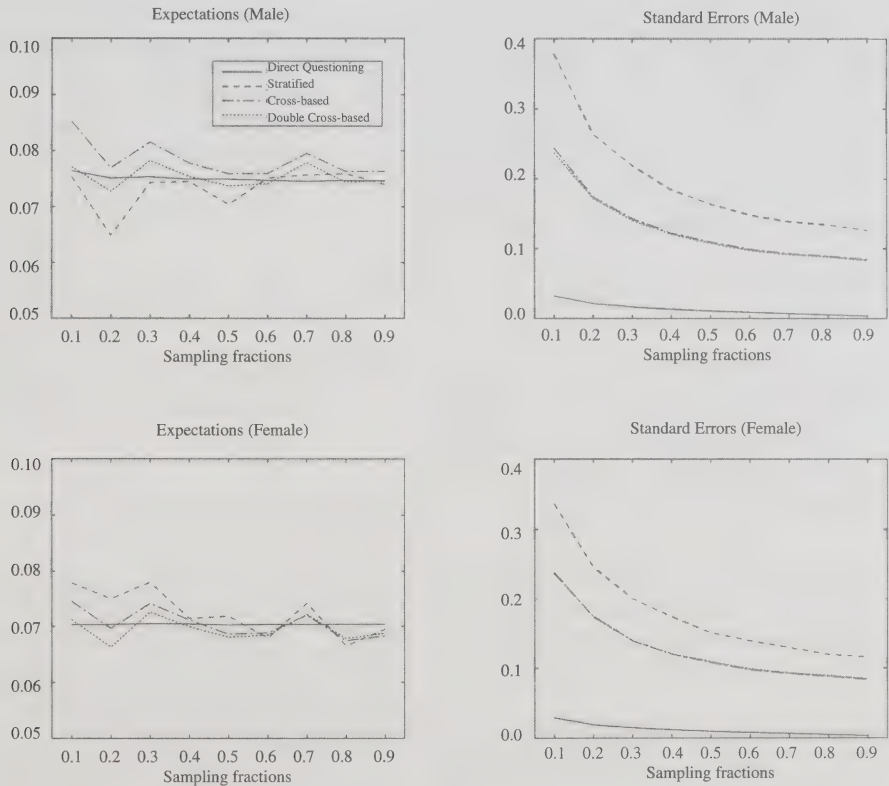 Expectations (Male)
0.10
0.09
0.08
0.07
0.06
0.05
Direct Questioning
Stratified
Cross-based
Double Cross-based
0.1 0.2 0.3 0.4 0.5 0.6 0.7 0.8 0.9
Sampling fractions
Standard Errors (Male)
0.4
0.3
0.2
0.1
0.0
0.1 0.2 0.3 0.4 0.5 0.6 0.7 0.8 0.9
Sampling fractions
Expectations (Female)
0.10
0.09
0.08
0.07
0.06
0.05
0.1 0.2 0.3 0.4 0.5 0.6 0.7 0.8 0.9
Sampling fractions
Standard Errors (Female)
0.4
0.3
0.2
0.1
0.0
0.1 0.2 0.3 0.4 0.5 0.6 0.7 0.8 0.9
Sampling fractions